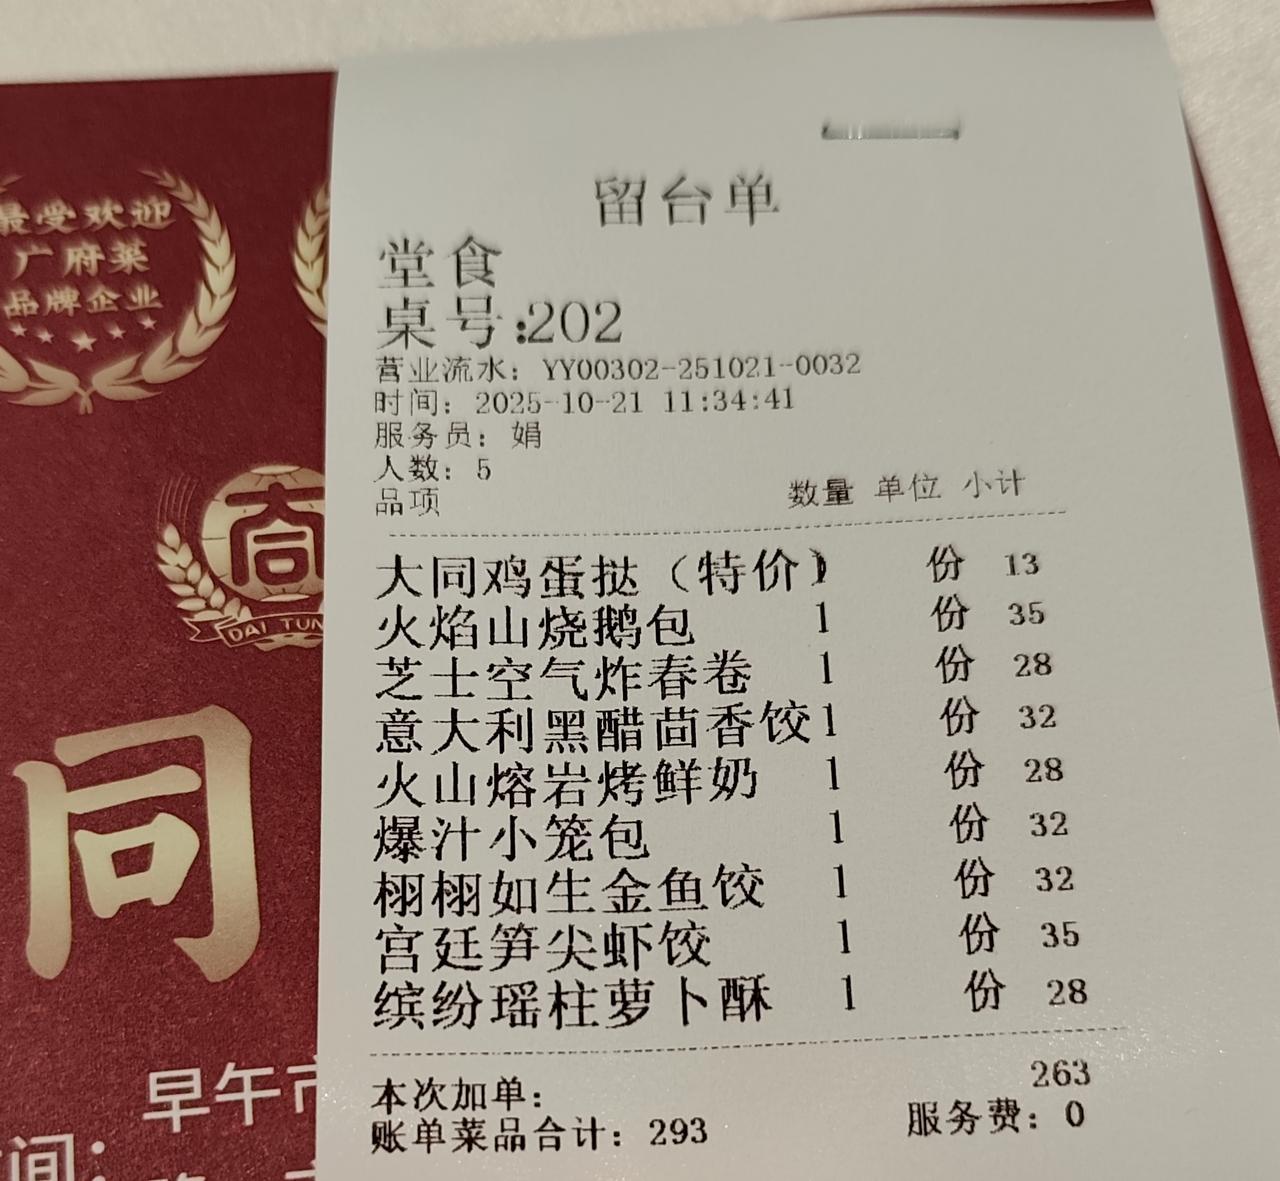 最受欢迎
广府菜
品牌企业
DAI TUN
同
早午市
间：
留台单
堂食
桌号:202
营业流水: YY00302-251021-0032
时间: 2025-10-21 11:34:41
服务员: 娟
人数: 5
品项 数量 单位 小计
大同鸡蛋挞（特价） 份 13
火焰山烧鹅包 1 份 35
芝士空气炸春卷 1 份 28
意大利黑醋茴香饺 1 份 32
火山熔岩烤鲜奶 1 份 28
爆汁小笼包 1 份 32
栩栩如生金鱼饺 1 份 32
宫廷笋尖虾饺 1 份 35
缤纷瑶柱萝卜酥 1 份 28
本次加单: 263
账单菜品合计: 293 服务费: 0